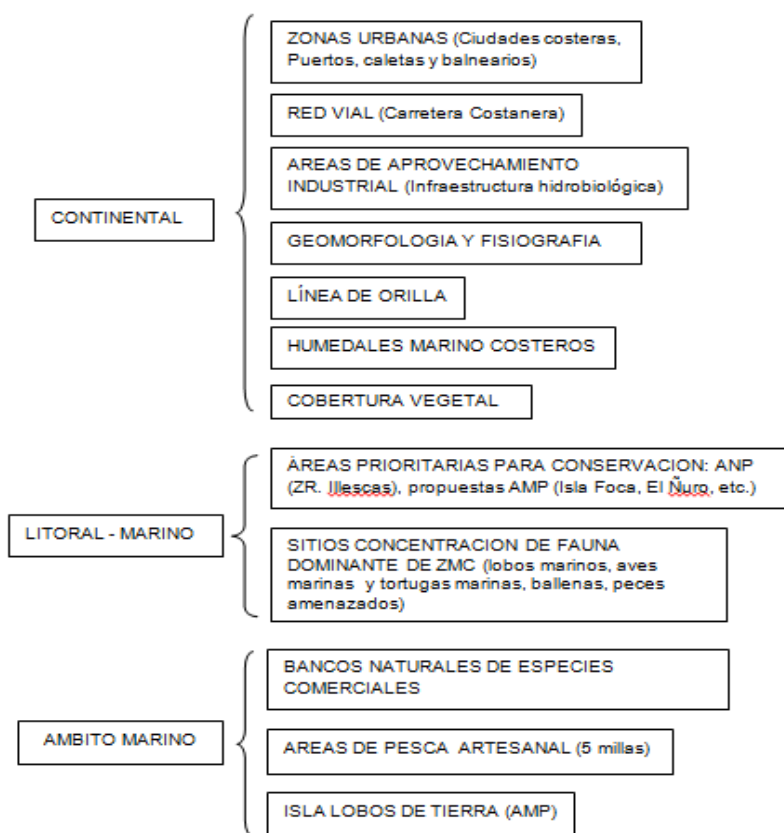 CONTINENTAL
ZONAS URBANAS (Ciudades costeras,
Puertos, caletas y balnearios)
RED VIAL (Carretera Costanera)
AREAS DE APROVECHAMIENTO
INDUSTRIAL (Infraestructura hidrobiológica)
GEOMORFOLOGIA Y FISIOGRAFIA
LÍNEA DE ORILLA
HUMEDALES MARINO COSTEROS
COBERTURA VEGETAL
LITORAL - MARINO
ÁREAS PRIORITARIAS PARA CONSERVACION: ANP
(ZR. Illescas), propuestas AMP (Isla Foca, El Ñuro, etc.)
SITIOS CONCENTRACION DE FAUNA
DOMINANTE DE ZMC (lobos marinos, aves
marinas y tortugas marinas, ballenas, peces
amenazados)
AMBITO MARINO
BANCOS NATURALES DE ESPECIES
COMERCIALES
AREAS DE PESCA ARTESANAL (5 millas)
ISLA LOBOS DE TIERRA (AMP)